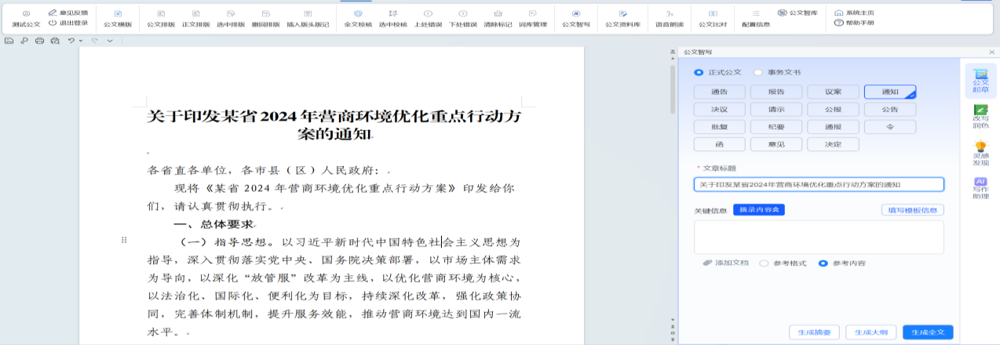 意见反馈
公文智库
系统主页
测试公文
退出登录
公文模版
公文排版
正文排版
选中排版
撤回排版
插入版头版记
全文校核
选中校核
上处错误
下处错误
清除标记
词库管理
公文智写
公文资料库
语音朗读
公文比对
配置信息
帮助手册
关于印发某省2024年营商环境优化重点行动方
案的通知
各省直各单位，各市县（区）人民政府：
现将《某省 2024 年营商环境优化重点行动方案》印发给你
们，请认真贯彻执行。
一、总体要求
（一）指导思想。以习近平新时代中国特色社会主义思想为
指导，深入贯彻落实党中央、国务院决策部署，以市场主体需求
为导向，以深化“放管服”改革为主线，以优化营商环境为核心，
以法治化、国际化、便利化为目标，持续深化改革，强化政策协
同，完善体制机制，提升服务效能，推动营商环境达到国内一流
水平。
公文智写
正式公文 事务文书
通告 报告 议案 通知
决议 请示 公报 公告
批复 纪要 通报 令
函 意见 决定
* 文章标题
关于印发某省2024年营商环境优化重点行动方案的通知
关键信息 摘录内容 填写模板信息
添加文档 参考格式 参考内容
生成摘要 生成大纲 生成全文
公文
起草
改写
润色
灵感
发现
AI
写作
助理